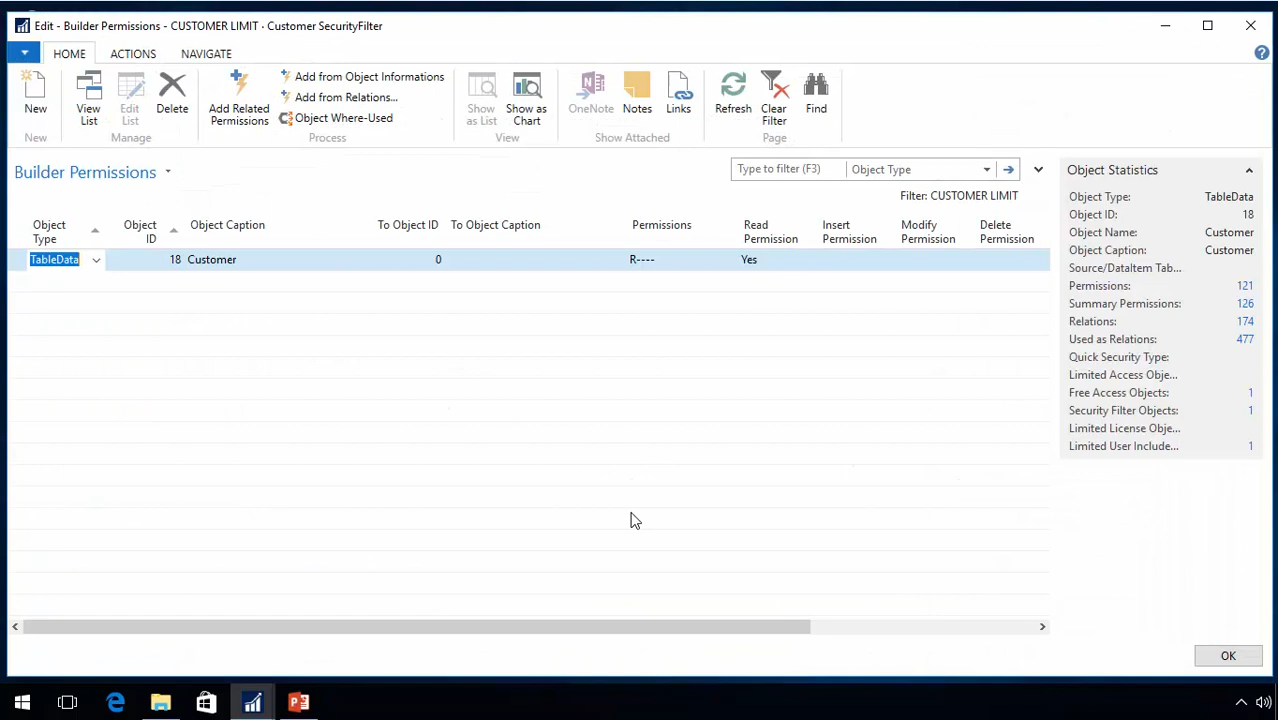 Edit - Builder Permissions - CUSTOMER LIMIT · Customer SecurityFilter
HOME ACTIONS NAVIGATE
New
View List
Edit List
Delete
Add Related Permissions
Add from Object Informations
Add from Relations...
Object Where-Used
Show as List
Show as Chart
OneNote
Notes
Links
Refresh
Clear Filter
Find
New Manage Process View Show Attached Page
Builder Permissions
Type to filter (F3) Object Type
Filter: CUSTOMER LIMIT
Object Type Object ID Object Caption To Object ID To Object Caption Permissions Read Permission Insert Permission Modify Permission Delete Permission
TableData 18 Customer 0 R---- Yes
Object Statistics
Object Type: TableData
Object ID: 18
Object Name: Customer
Object Caption: Customer
Source/DataItem Tab...
Permissions: 121
Summary Permissions: 126
Relations: 174
Used as Relations: 477
Quick Security Type:
Limited Access Obje...
Free Access Objects: 1
Security Filter Objects: 1
Limited License Obje...
Limited User Include... 1
OK